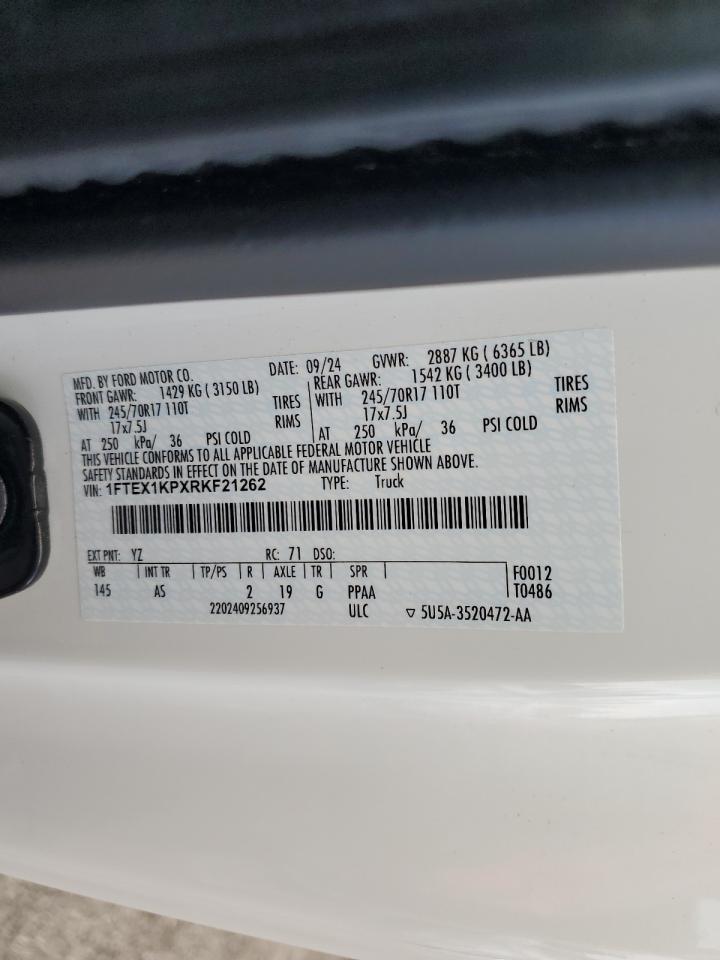 MFD. BY FORD MOTOR CO. DATE: 09/24 GVWR: 2887 KG ( 6365 LB)
FRONT GAWR: 1429 KG ( 3150 LB) REAR GAWR: 1542 KG ( 3400 LB)
WITH 245/70R17 110T TIRES WITH 245/70R17 110T TIRES
17x7.5J RIMS 17x7.5J RIMS
AT 250 kPa/ 36 PSI COLD AT 250 kPa/ 36 PSI COLD
THIS VEHICLE CONFORMS TO ALL APPLICABLE FEDERAL MOTOR VEHICLE
SAFETY STANDARDS IN EFFECT ON THE DATE OF MANUFACTURE SHOWN ABOVE.
VIN: 1FTEX1KPXRKF21262 TYPE: Truck
EXT PNT: YZ RC: 71 DSO:
WB INT TR TP/PS R AXLE TR SPR F0012
145 AS 2 19 G PPAA T0486
2202409256937 ULC ▽ 5U5A-3520472-AA